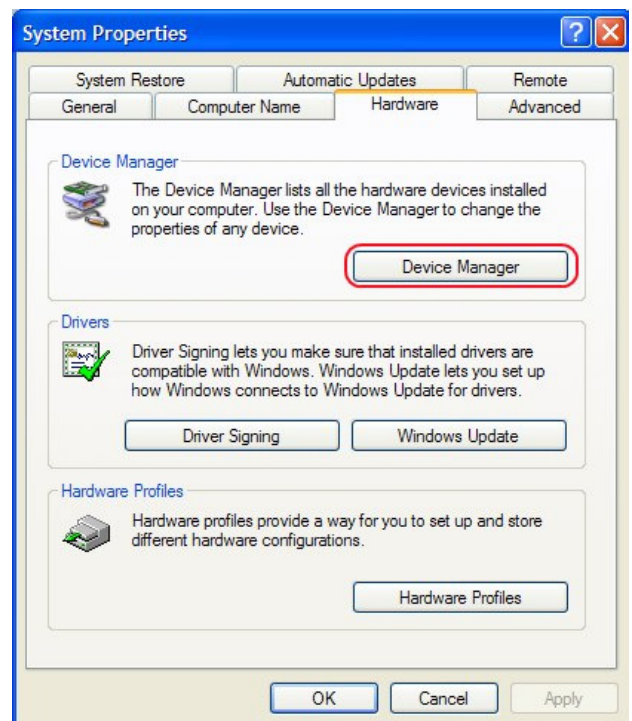 System Properties
System Restore
Automatic Updates
Remote
General
Computer Name
Hardware
Advanced
Device Manager
The Device Manager lists all the hardware devices installed
on your computer. Use the Device Manager to change the
properties of any device.
Device Manager
Drivers
Driver Signing lets you make sure that installed drivers are
compatible with Windows. Windows Update lets you set up
how Windows connects to Windows Update for drivers.
Driver Signing
Windows Update
Hardware Profiles
Hardware profiles provide a way for you to set up and store
different hardware configurations.
Hardware Profiles
OK
Cancel
Apply